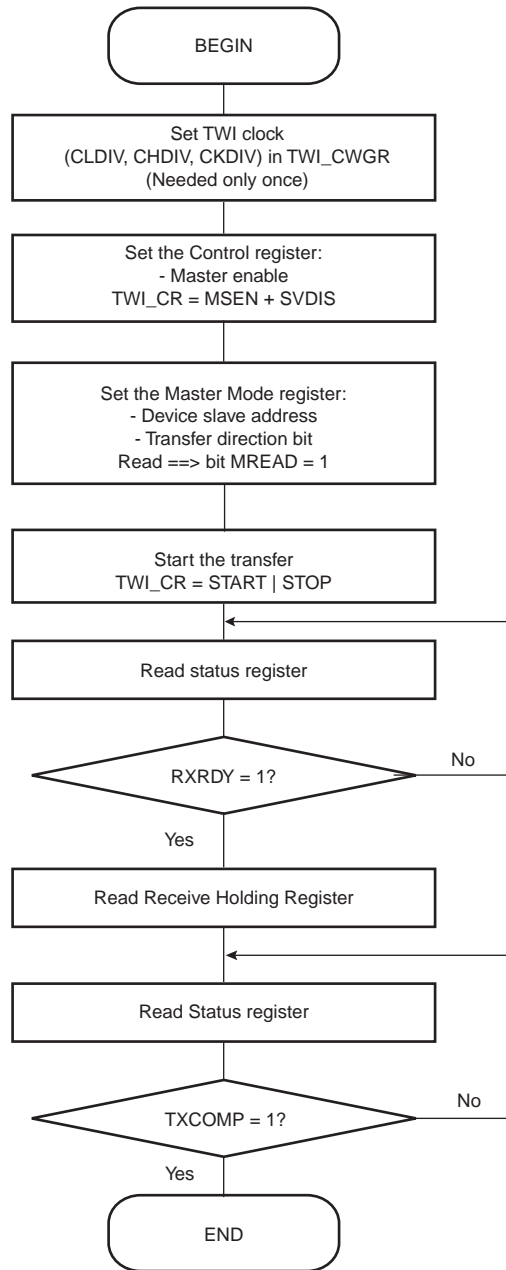 BEGIN
Set TWI clock
(CLDIV, CHDIV, CKDIV) in TWI_CWGR
(Needed only once)
Set the Control register:
- Master enable
TWI_CR = MSEN + SVDIS
Set the Master Mode register:
- Device slave address
- Transfer direction bit
Read ==> bit MREAD = 1
Start the transfer
TWI_CR = START | STOP
Read status register
RXRDY = 1?
No
Yes
Read Receive Holding Register
Read Status register
TXCOMP = 1?
No
Yes
END